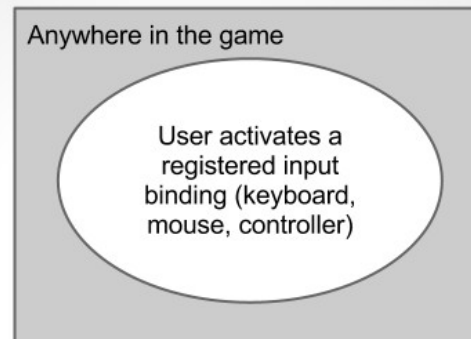 Anywhere in the game
User activates a
registered input
binding (keyboard,
mouse, controller)